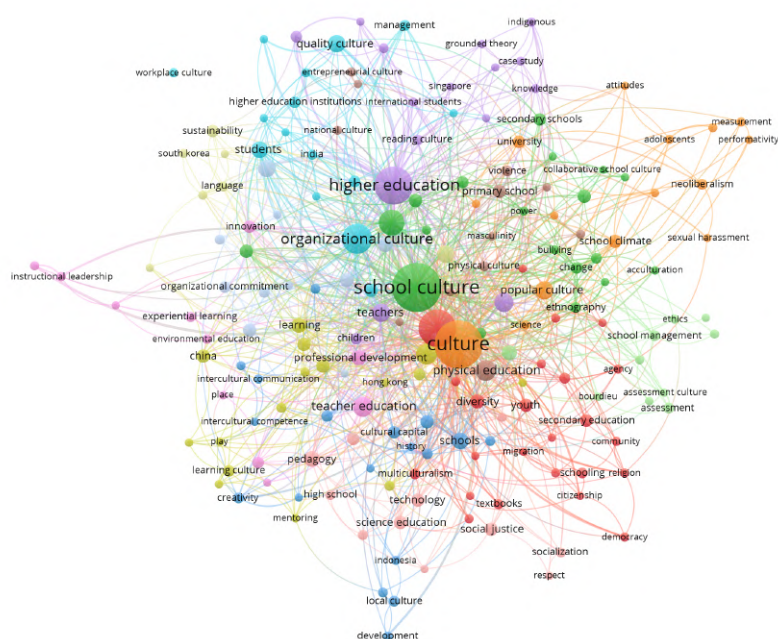 indigenous
management
quality culture
grounded theory
case study
workplace culture
entrepreneurial culture
singapore
attitudes
higher education institutions
international students
knowledge
measurement
sustainability
national culture
secondary schools
adolescents
performativity
students
reading culture
university
south korea
india
violence
collaborative school culture
language
higher education
primary school
neoliberalism
innovation
power
organizational culture
masculinity
bullying
school climate
sexual harassment
instructional leadership
physical culture
change
acculturation
organizational commitment
school culture
popular culture
experiential learning
teachers
ethnography
learning
science
ethics
environmental education
children
culture
school management
china
professional development
hong kong
physical education
agency
intercultural communication
bourdieu
assessment culture
place
teacher education
diversity
youth
assessment
intercultural competence
cultural capital
secondary education
play
history
schools
community
learning culture
pedagogy
multiculturalism
migration
schooling
religion
creativity
high school
technology
textbooks
citizenship
mentoring
science education
social justice
democracy
indonesia
socialization
respect
local culture
development